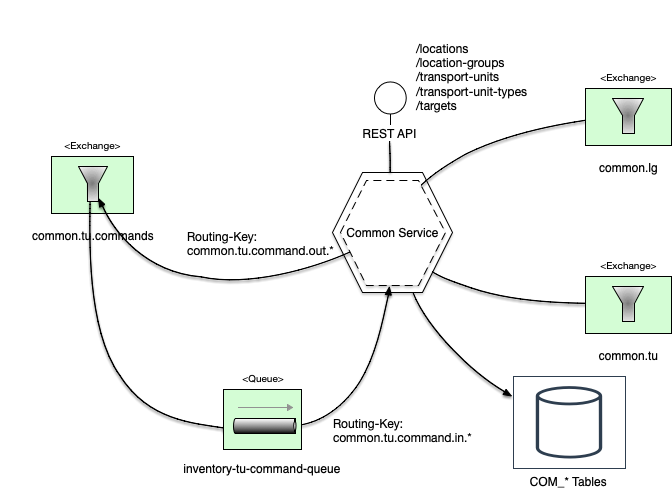 /locations
/location-groups
/transport-units
/transport-unit-types
/targets
<Exchange>
REST API
<Exchange>
common.lg
common.tu.commands
Routing-Key:
common.tu.command.out.*
Common Service
<Exchange>
common.tu
<Queue>
Routing-Key:
common.tu.command.in.*
inventory-tu-command-queue
COM_* Tables